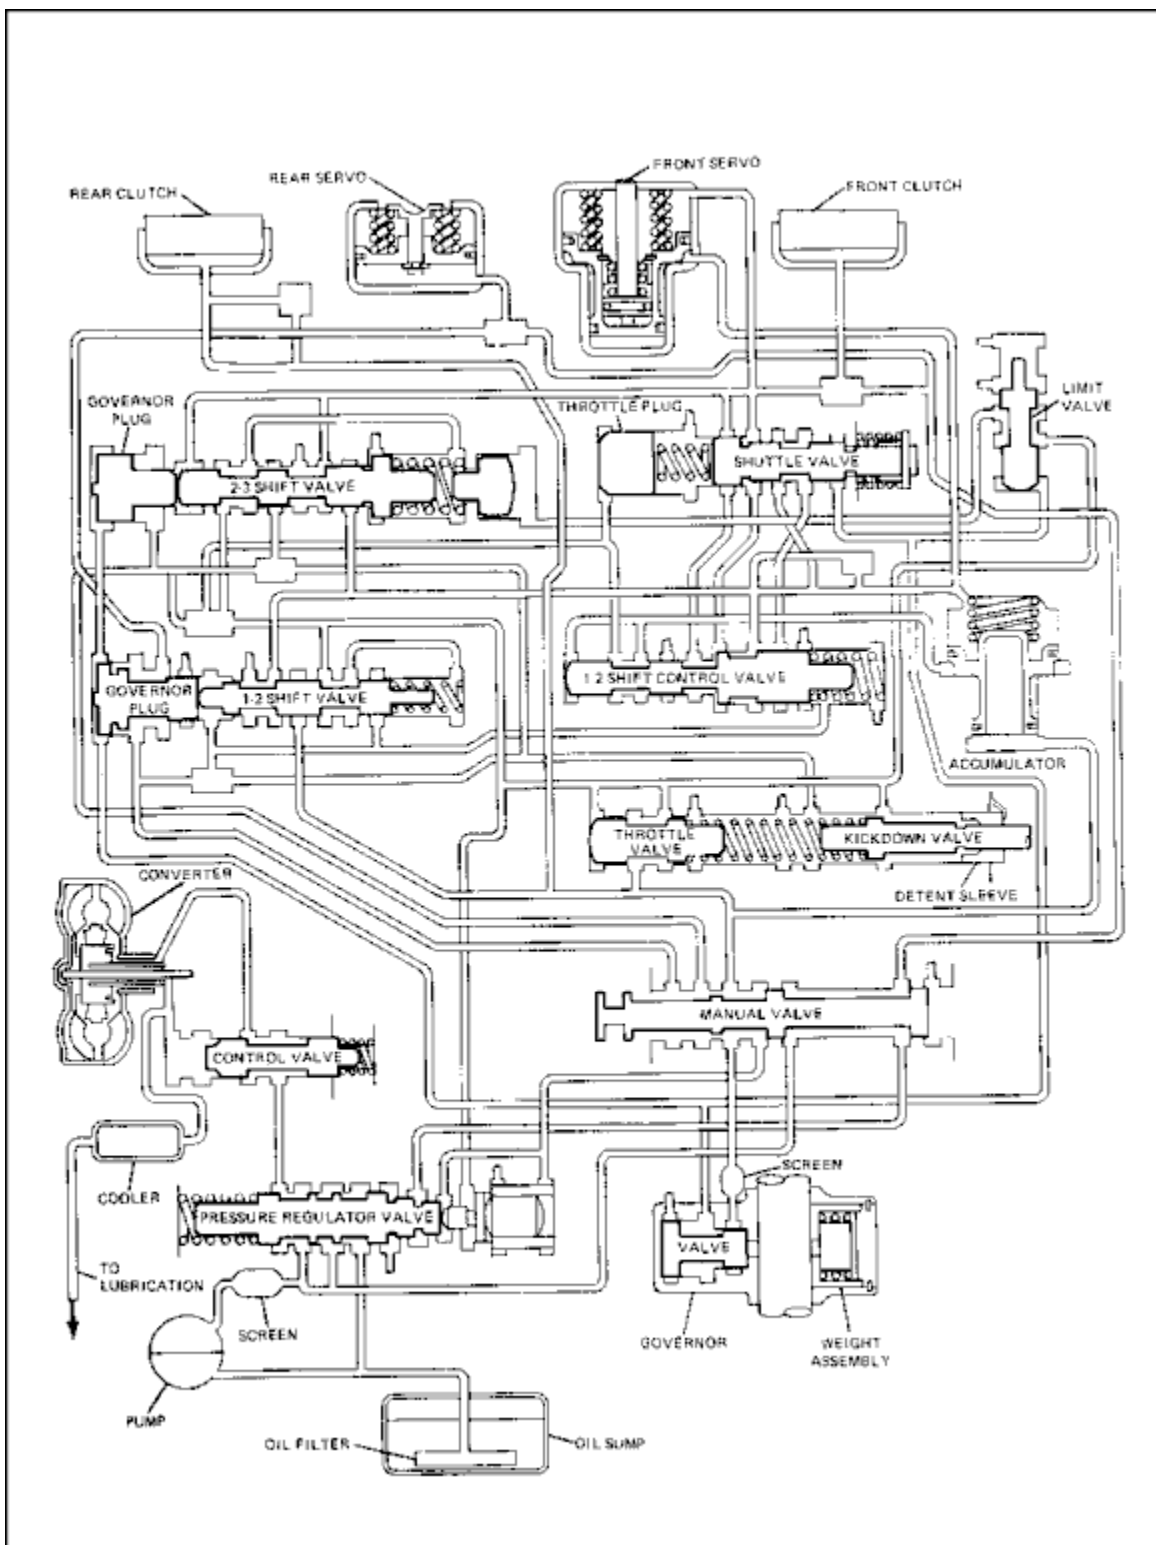 FRONT SERVO
REAR SERVO
REAR CLUTCH
FRONT CLUTCH
GOVERNOR
PLUG
THROTTLE PLUG
LIMIT
VALVE
2-3 SHIFT VALVE
SHUTTLE VALVE
GOVERNOR
PLUG
1-2 SHIFT VALVE
1 2 SHIFT CONTROL VALVE
ACCUMULATOR
THROTTLE
VALVE
KICKDOWN VALVE
CONVERTER
DETENT SLEEVE
MANUAL VALVE
CONTROL VALVE
COOLER
SCREEN
PRESSURE REGULATOR VALVE
VALVE
TO
LUBRICATION
SCREEN
GOVERNOR
WEIGHT
ASSEMBLY
PUMP
OIL FILTER
OIL SUMP